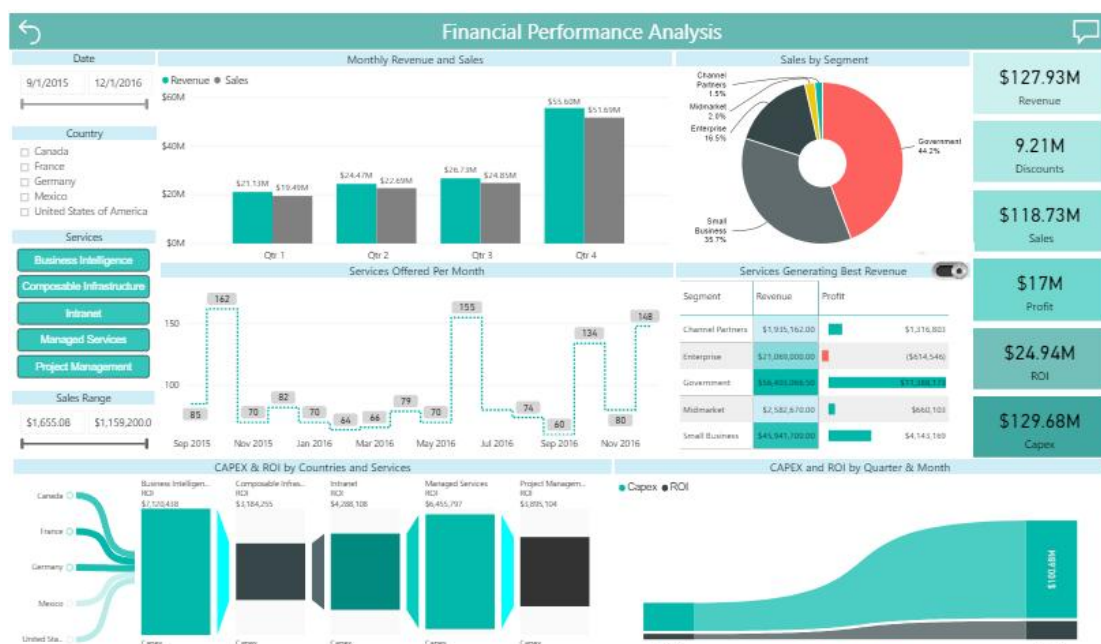 Financial Performance Analysis
Date
9/1/2015 12/1/2016
Country
Canada
France
Germany
Mexico
United States of America
Services
Business Intelligence
Composable Infrastructure
Intranet
Managed Services
Project Management
Sales Range
$1,655.08 $1,159,200.0
Monthly Revenue and Sales
Revenue Sales
$60M
$40M
$20M
$0M
$21.13M $19.49M
$24.47M $22.69M
$26.73M $24.85M
$55.60M $51.69M
Qtr 1 Qtr 2 Qtr 3 Qtr 4
Sales by Segment
Channel
Partners
1.5%
Midmarket
2.0%
Enterprise
16.5%
Government
44.2%
Small
Business
35.7%
$127.93M
Revenue
9.21M
Discounts
$118.73M
Sales
$17M
Profit
$24.94M
ROI
$129.68M
Capex
Services Offered Per Month
150
100
85 162 70 82 70 64 66 79 70 155 74 60 134 80 148
Sep 2015 Nov 2015 Jan 2016 Mar 2016 May 2016 Jul 2016 Sep 2016 Nov 2016
Services Generating Best Revenue
Segment Revenue Profit
Channel Partners $1,935,162.00 $1,316,803
Enterprise $21,069,000.00 ($614,546)
Government
Midmarket $2,582,670.00 $660,103
Small Business $4,143,169
CAPEX & ROI by Countries and Services
Canada
France
Germany
Mexico
United Sta...
Business Intelligen...
ROI
$7,120,438
Capex
Composable Infras...
ROI
$3,184,255
Capex
Intranet
ROI
$4,288,108
Capex
Managed Services
ROI
$6,455,797
Capex
Project Managem...
ROI
$3,895,104
Capex
CAPEX and ROI by Quarter & Month
Capex ROI
$100.68M